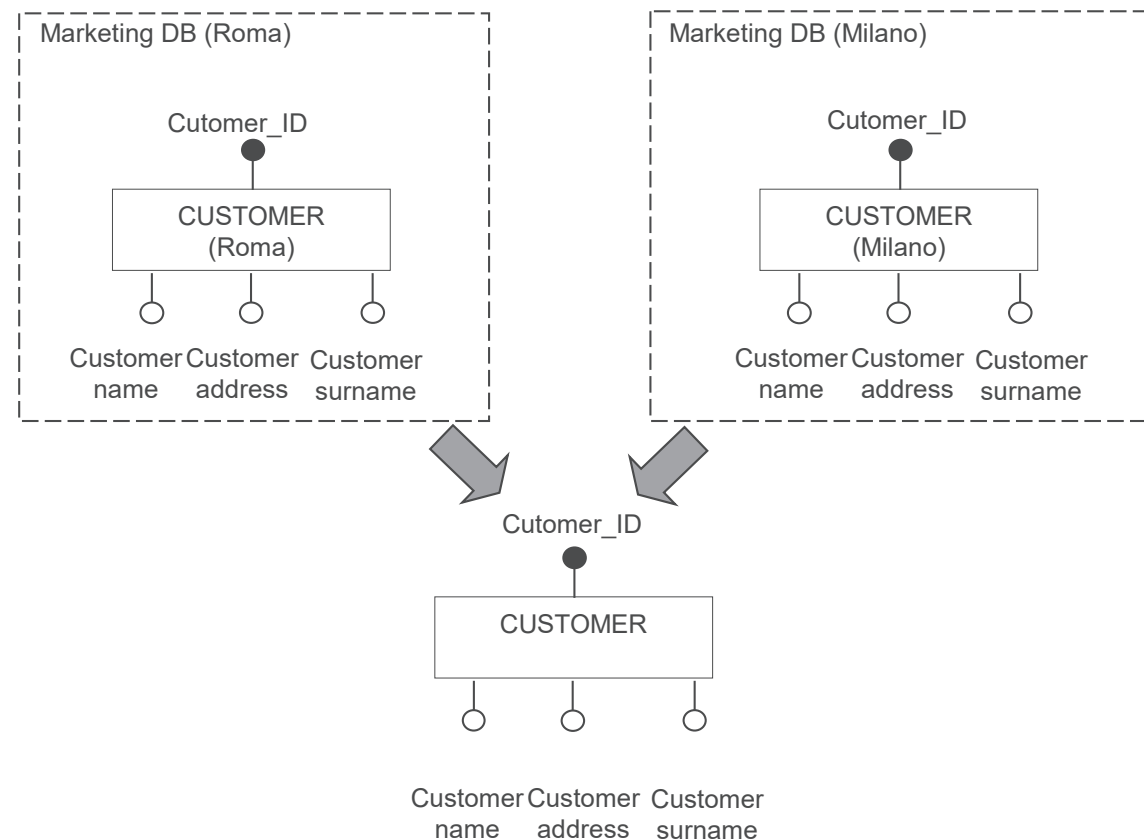 Marketing DB (Roma)
Cutomer_ID
CUSTOMER
(Roma)
Customer Customer Customer
name address surname
Marketing DB (Milano)
Cutomer_ID
CUSTOMER
(Milano)
Customer Customer Customer
name address surname
Cutomer_ID
CUSTOMER
Customer Customer Customer
name address surname